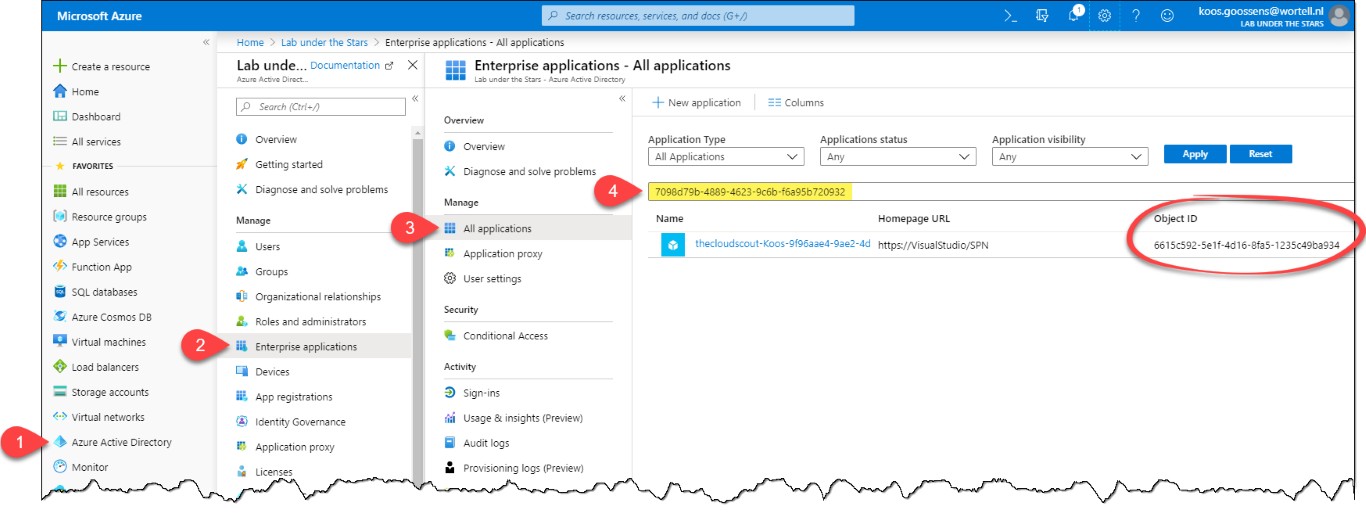 Microsoft Azure
Search resources, services, and docs (G+/)
1
koos.goossens@wortell.nl
LAB UNDER THE STARS
Create a resource
Home
Dashboard
All services
FAVORITES
All resources
Resource groups
App Services
Function App
SQL databases
Azure Cosmos DB
Virtual machines
Load balancers
Storage accounts
Virtual networks
1
Azure Active Directory
Monitor
Home > Lab under the Stars > Enterprise applications - All applications
Lab unde... Documentation
Azure Active Direct...
Search (Ctrl+/)
Overview
Getting started
Diagnose and solve problems
Manage
Users
Groups
Organizational relationships
Roles and administrators
2
Enterprise applications
Devices
App registrations
Identity Governance
Application proxy
Licenses
Enterprise applications - All applications
Lab under the Stars - Azure Active Directory
Overview
Overview
Diagnose and solve problems
Manage
3
All applications
Application proxy
User settings
Security
Conditional Access
Activity
Sign-ins
Usage & insights (Preview)
Audit logs
Provisioning logs (Preview)
New application
Columns
Application Type Applications status Application visibility
All Applications Any Any Apply Reset
4
7098d79b-4889-4623-9c6b-f6a95b720932
Name Homepage URL Object ID
thecloudscout-Koos-9f96aae4-9ae2-4d https://VisualStudio/SPN 6615c592-5e1f-4d16-8fa5-1235c49ba934